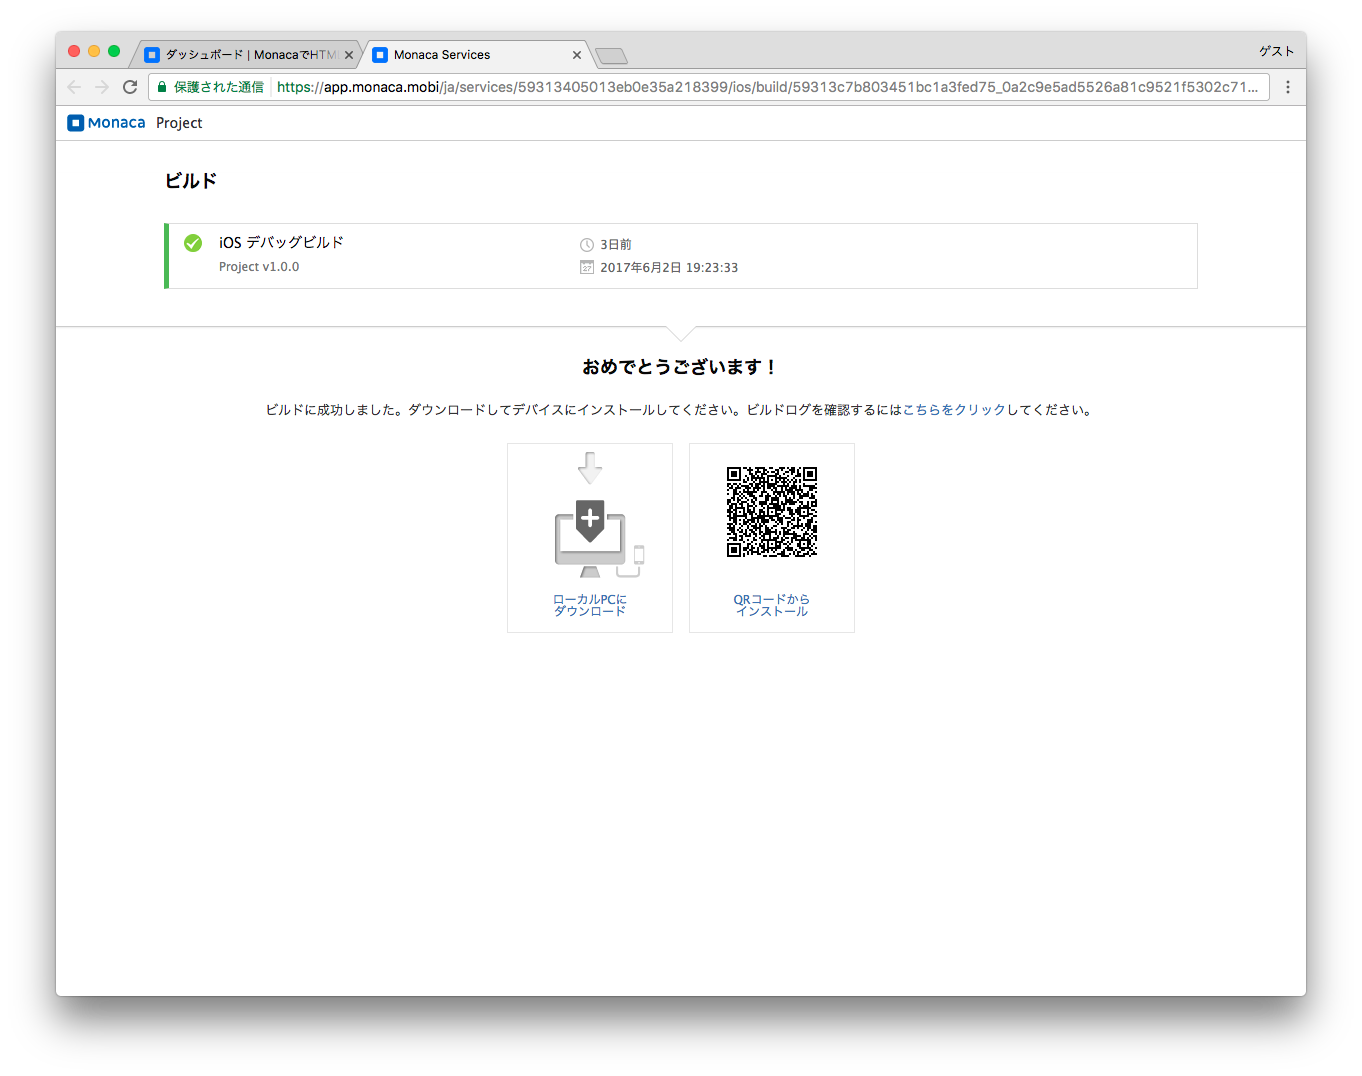 ダッシュボード | MonacaでHTM
Monaca Services
ゲスト
保護された通信
https://app.monaca.mobi/ja/services/59313405013eb0e35a218399/ios/build/59313c7b803451bc1a3fed75_0a2c9e5ad5526a81c9521f5302c71...
Monaca Project
ビルド
iOS デバッグビルド
3日前
Project v1.0.0
27
2017年6月2日 19:23:33
おめでとうございます！
ビルドに成功しました。ダウンロードしてデバイスにインストールしてください。ビルドログを確認するにはこちらをクリックしてください。
ローカルPCに
ダウンロード
QRコードから
インストール